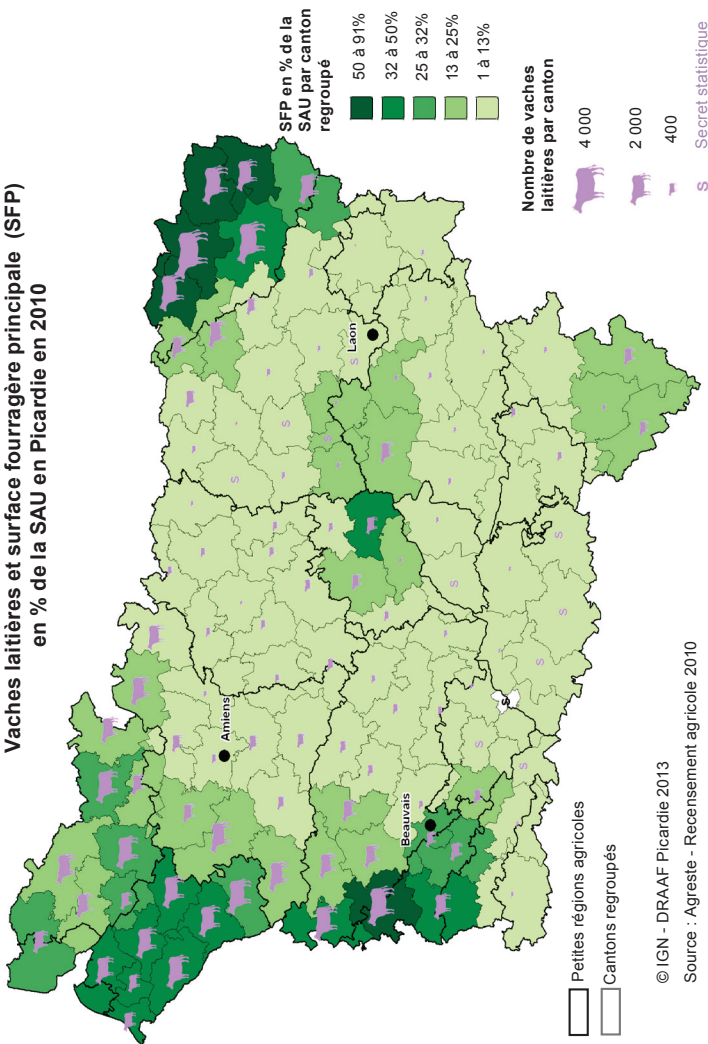 Vaches laitières et surface fourragère principale (SFP)
en % de la SAU en Picardie en 2010
SFP en % de la
SAU par canton
regroupé
50 à 91%
32 à 50%
25 à 32%
13 à 25%
1 à 13%
Nombre de vaches
laitières par canton
4 000
2 000
400
s Secret statistique
Amiens
Laon
Beauvais
s
s
s
s
s
s
s
s
s
s
s
s
s
Petites régions agricoles
Cantons regroupés
© IGN - DRAAF Picardie 2013
Source : Agreste - Recensement agricole 2010